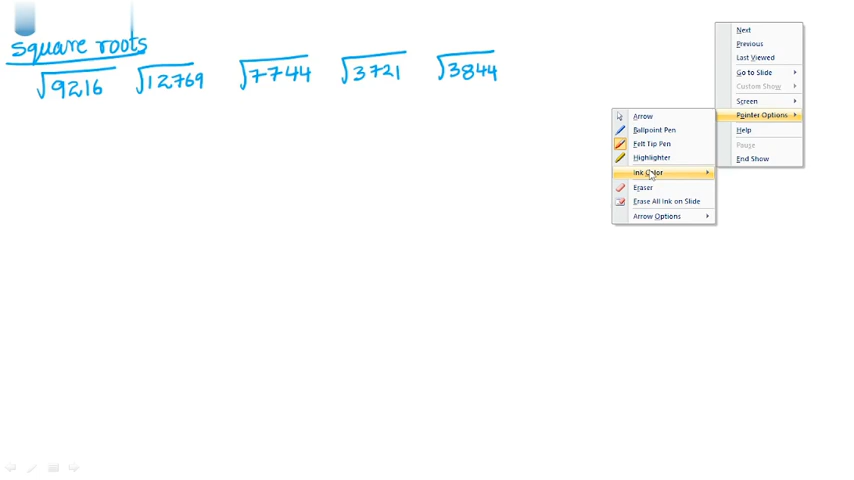 square roots
√9216 √12769 √7744 √3721 √3844
Next
Previous
Last Viewed
Go to Slide
Custom Show
Screen
Pointer Options
Help
Pause
End Show
Arrow
Ballpoint Pen
Felt Tip Pen
Highlighter
Ink Color
Eraser
Erase All Ink on Slide
Arrow Options